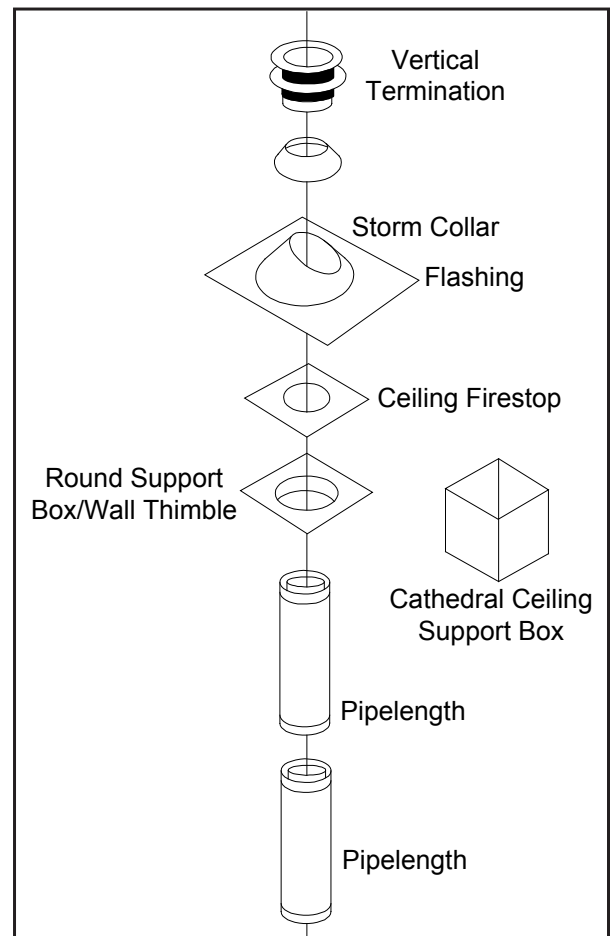 Vertical
Termination
Storm Collar
Flashing
Ceiling Firestop
Round Support
Box/Wall Thimble
Cathedral Ceiling
Support Box
Pipelength
Pipelength